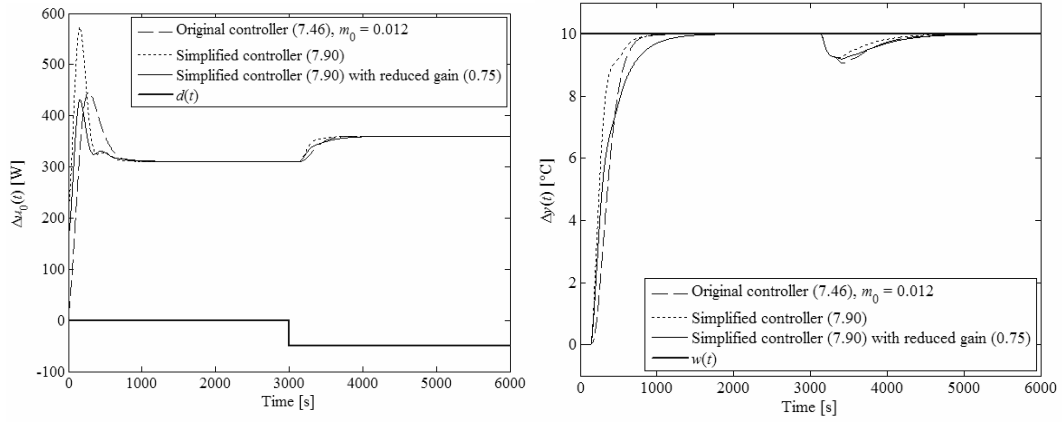 600
500
400
300
200
100
0
-100
Δu₀(t) [W]
Original controller (7.46), m₀ = 0.012
Simplified controller (7.90)
Simplified controller (7.90) with reduced gain (0.75)
d(t)
0 1000 2000 3000 4000 5000 6000
Time [s]
10
8
6
4
2
0
Δy(t) [°C]
Original controller (7.46), m₀ = 0.012
Simplified controller (7.90)
Simplified controller (7.90) with reduced gain (0.75)
w(t)
0 1000 2000 3000 4000 5000 6000
Time [s]